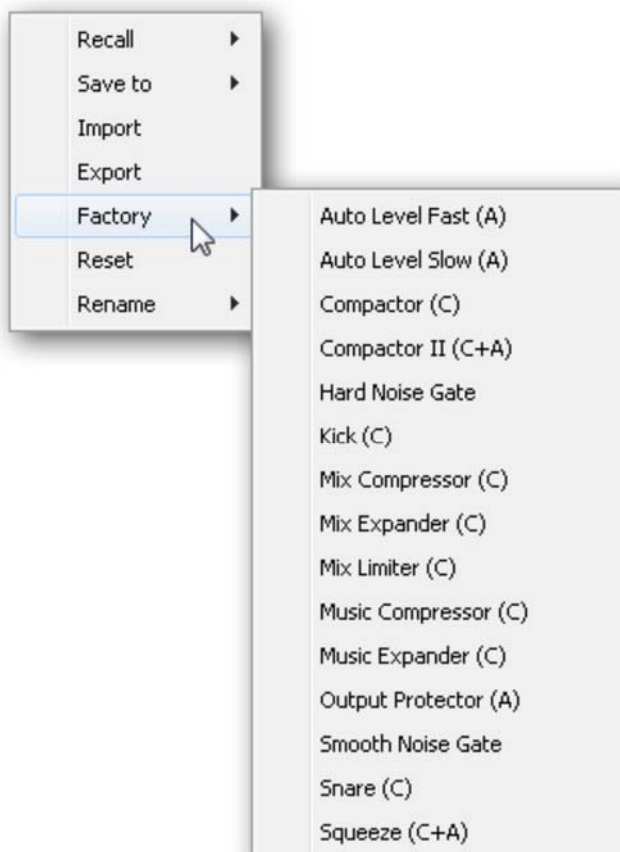 Recall
Save to
Import
Export
Factory
Reset
Rename
Auto Level Fast (A)
Auto Level Slow (A)
Compactor (C)
Compactor II (C+A)
Hard Noise Gate
Kick (C)
Mix Compressor (C)
Mix Expander (C)
Mix Limiter (C)
Music Compressor (C)
Music Expander (C)
Output Protector (A)
Smooth Noise Gate
Snare (C)
Squeeze (C+A)